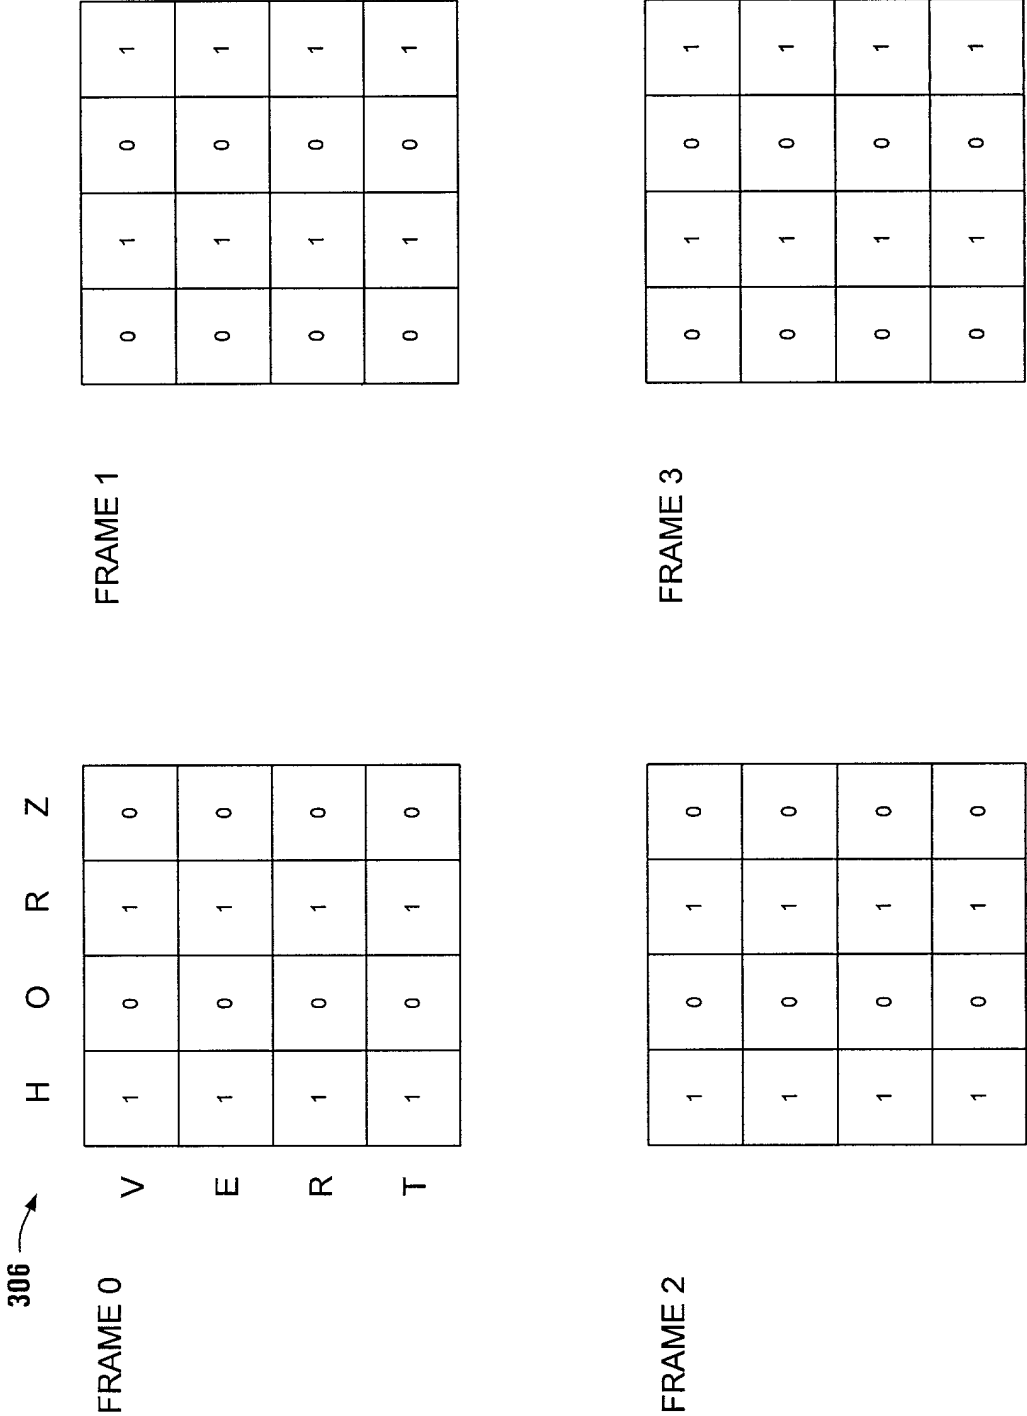 306
H O R Z
FRAME 0 V 1 0 1 0 FRAME 1 0 1 0 1
E 1 0 1 0 0 1 0 1
R 1 0 1 0 0 1 0 1
T 1 0 1 0 0 1 0 1
FRAME 2 1 0 1 0 FRAME 3 0 1 0 1
1 0 1 0 0 1 0 1
1 0 1 0 0 1 0 1
1 0 1 0 0 1 0 1